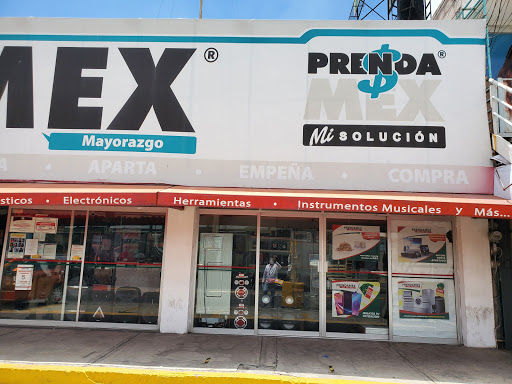 MEX®
Mayorazgo
PRENDA®
MEX
Mi SOLUCIÓN
APARTA • EMPEÑA • COMPRA
sticos • Electrónicos
Herramientas • Instrumentos Musicales y Más...